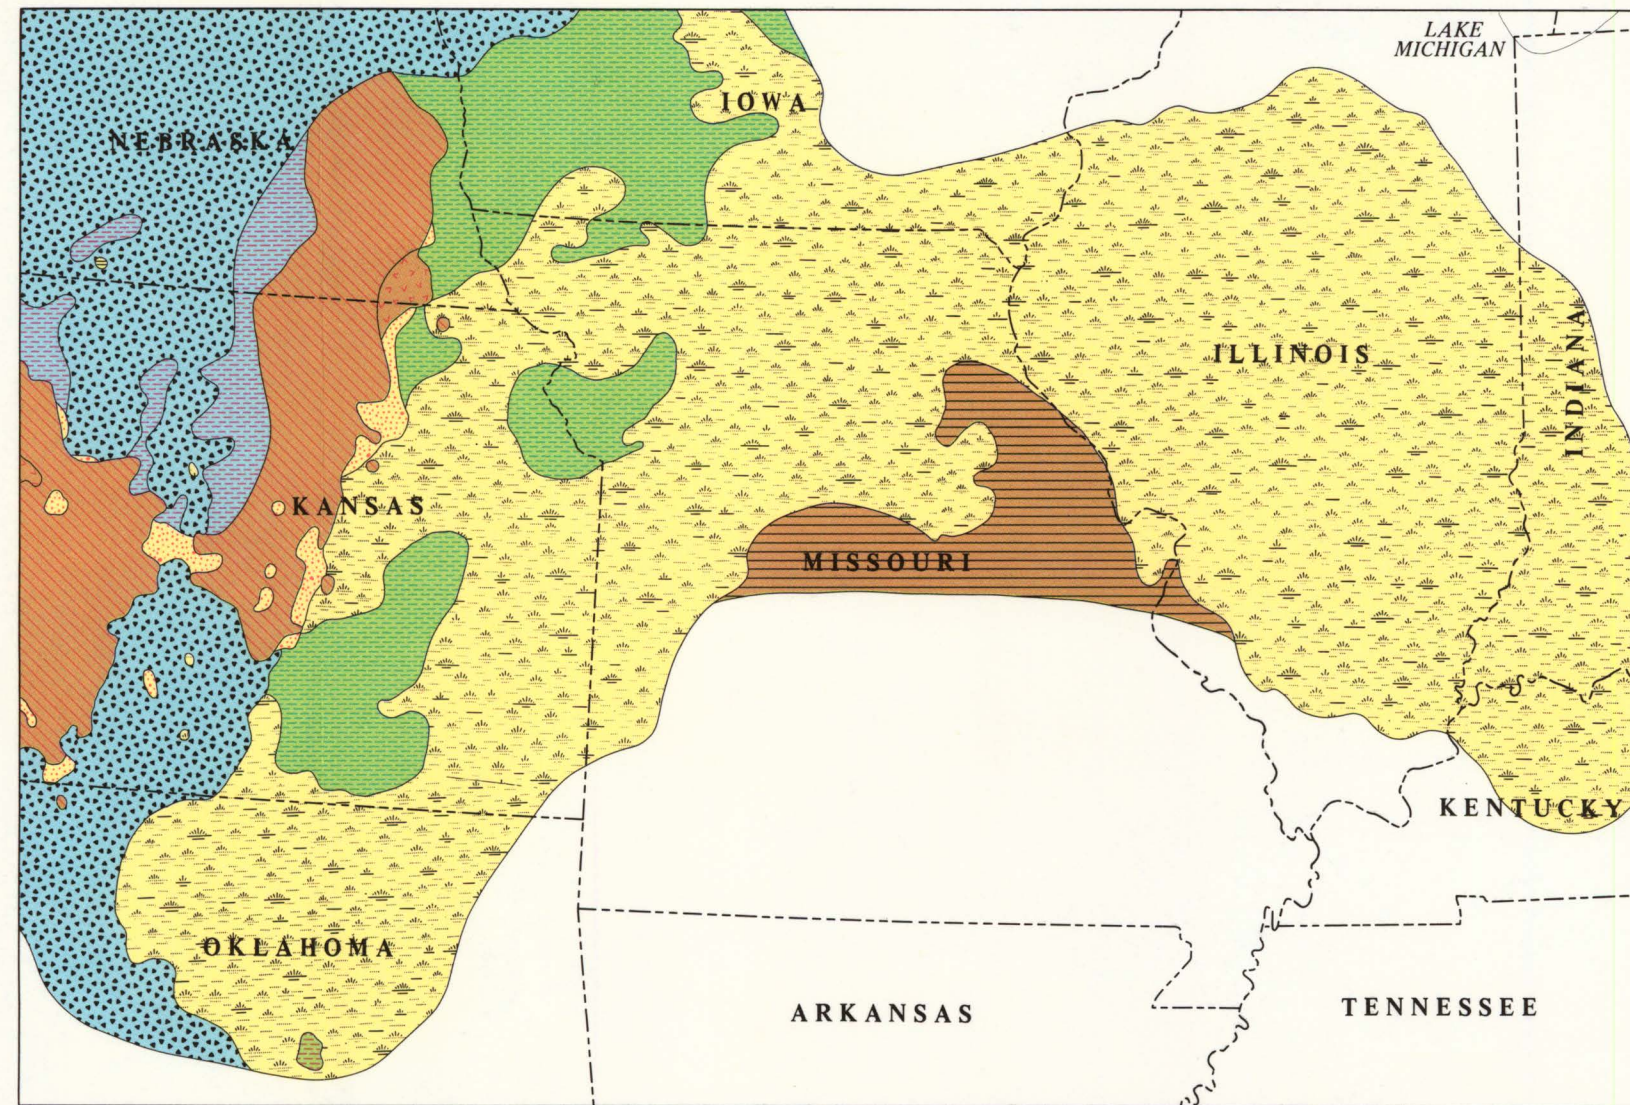 LAKE
MICHIGAN
IOWA
NEBRASKA
ILLINOIS
INDIANA
KANSAS
MISSOURI
KENTUCKY
OKLAHOMA
ARKANSAS
TENNESSEE